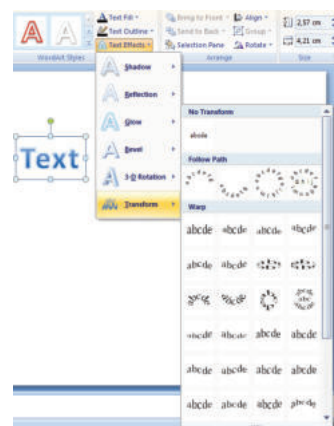 Text Fill
Text Outline
Text Effects
WordArt Styles
Bring to Front
Send to Back
Selection Pane
Align
Group
Rotate
Arrange
2,57 cm
4,21 cm
Size
Text
Shadow
Reflection
Glow
Bevel
3-D Rotation
Transform
No Transform
abcde
Follow Path
Warp
abcde abcde abcde abcde
abcde abcde
abcde abcde abcde abcde
abcde abcde abcde abcde
abcde abcde abcde abcde